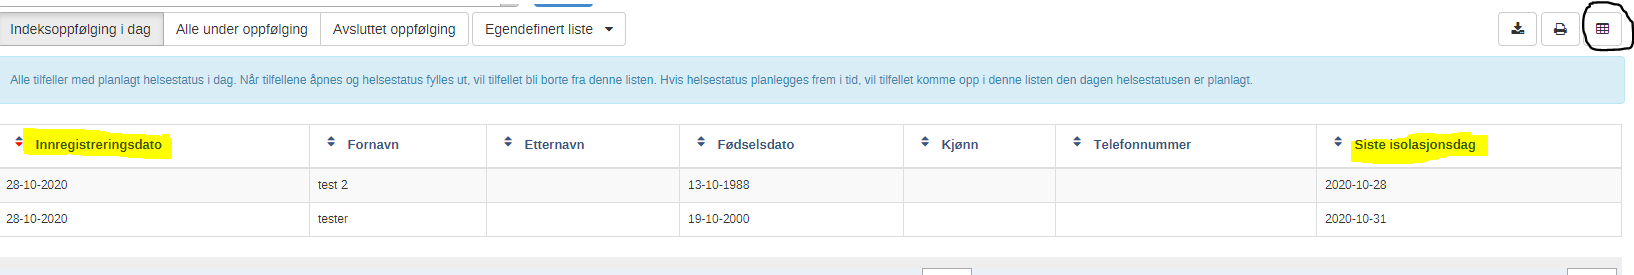 Indeksoppfølging i dag Alle under oppfølging Avsluttet oppfølging Egendefinert liste
Alle tilfeller med planlagt helsestatus i dag. Når tilfellene åpnes og helsestatus fylles ut, vil tilfellet bli borte fra denne listen. Hvis helsestatus planlegges frem i tid, vil tilfellet komme opp i denne listen den dagen helsestatusen er planlagt.
Innregistreringsdato Fornavn Etternavn Fødselsdato Kjønn Telefonnummer Siste isolasjonsdag
28-10-2020 test 2 13-10-1988 2020-10-28
28-10-2020 tester 19-10-2000 2020-10-31